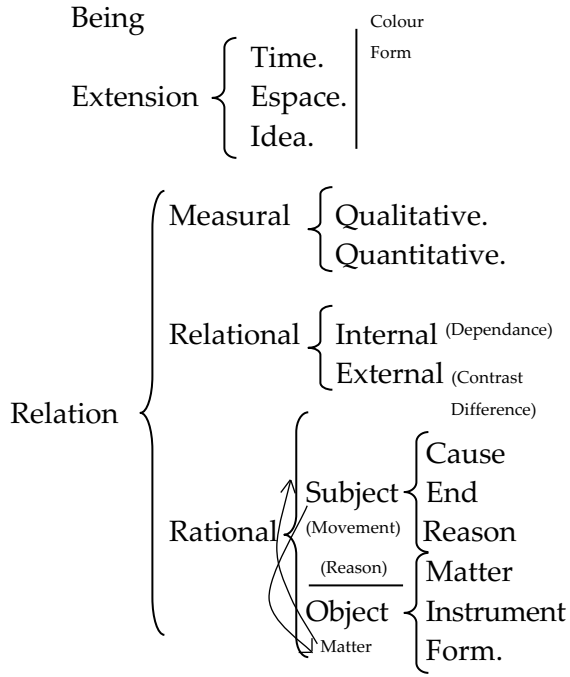 Being
Colour
Form
Extension
Time.
Espace.
Idea.
Relation
Measural
Qualitative.
Quantitative.
Relational
Internal (Dependance)
External (Contrast
Difference)
Rational
Subject
(Movement)
Cause
End
Reason
(Reason)
Object
Matter
Matter
Instrument
Form.